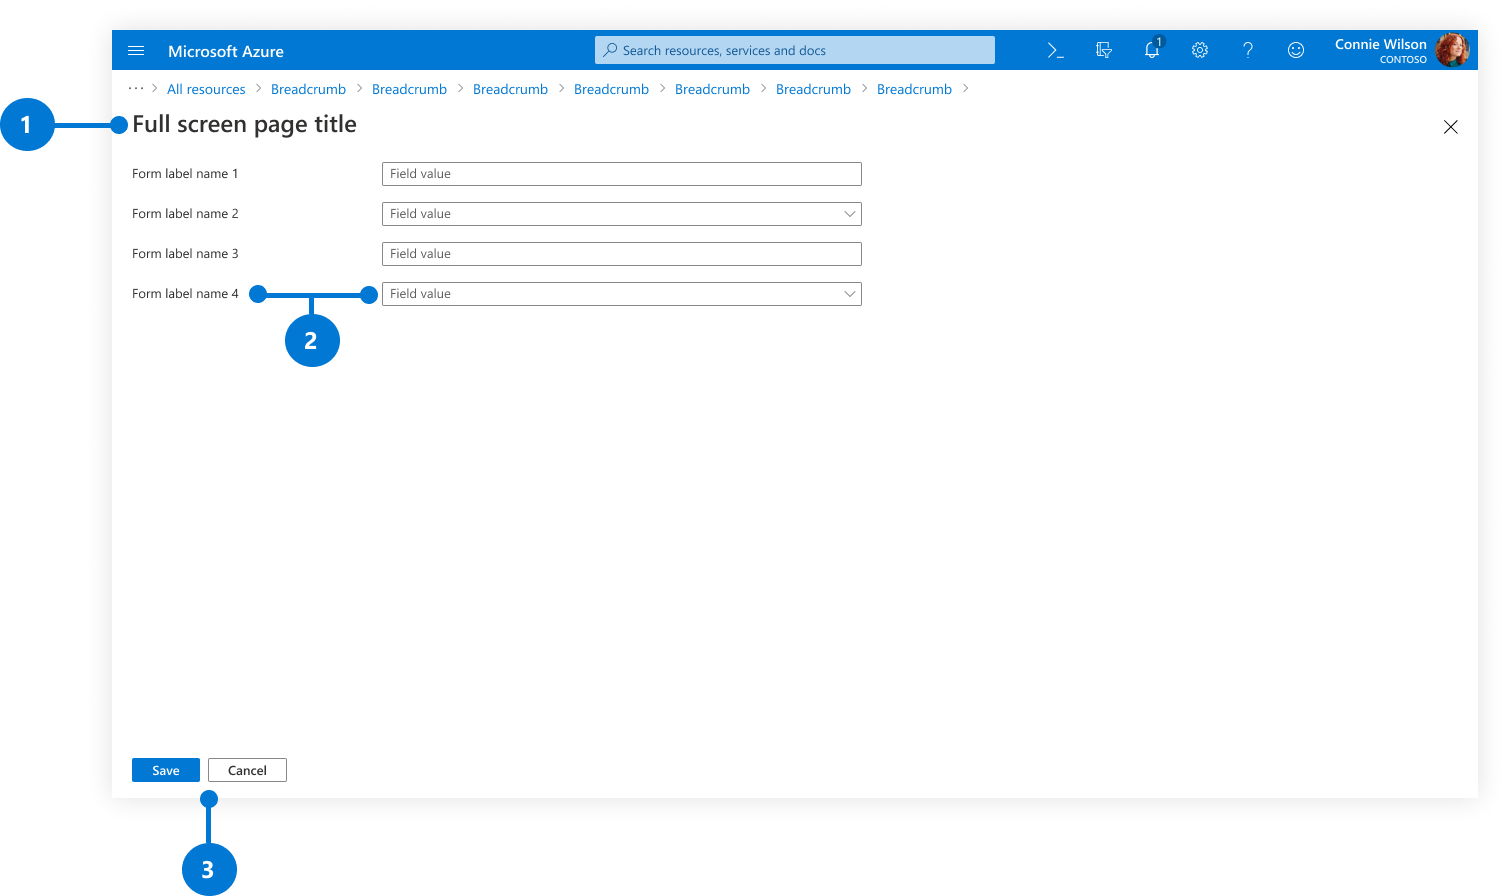 Microsoft Azure
Search resources, services and docs
1
Connie Wilson
CONTOSO
... > All resources > Breadcrumb > Breadcrumb > Breadcrumb > Breadcrumb > Breadcrumb > Breadcrumb > Breadcrumb >
1
Full screen page title
Form label name 1 Field value
Form label name 2 Field value
Form label name 3 Field value
Form label name 4 Field value
2
Save Cancel
3